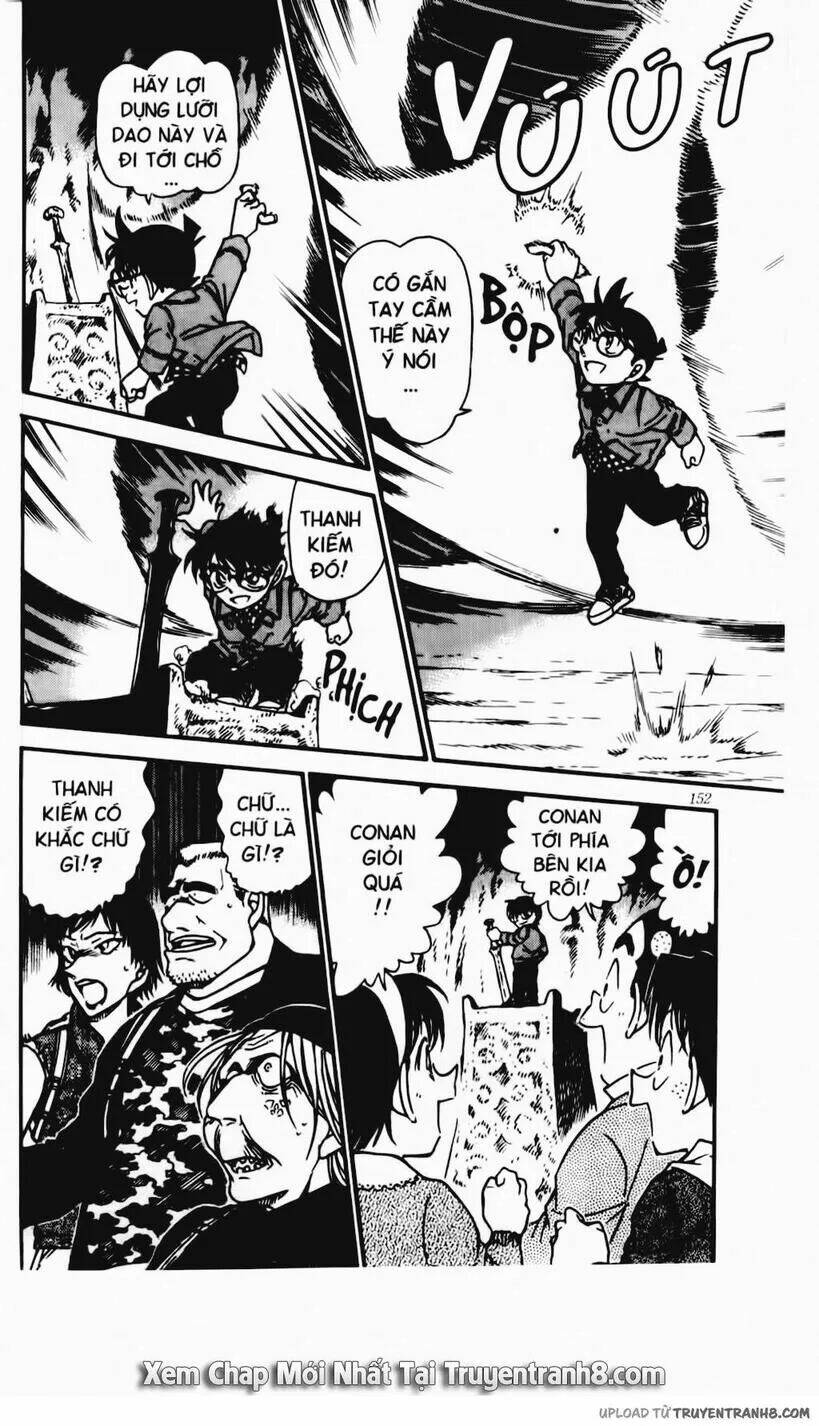 VÚÚT
BỘP
CÓ GẮN
TAY CẦM
THẾ NÀY
Ý NÓI
...
HÃY LỢI
DỤNG LƯỠI
DAO NÀY VÀ
ĐI TỚI CHỖ
...
THANH
KIẾM
ĐÓ!
PHỊCH
152
Ồ!
CONAN
TỚI PHÍA
BÊN KIA
RỒI!
CONAN
GIỎI
QUÁ
!!
CHỮ...
CHỮ LÀ
GÌ!?
THANH
KIẾM CÓ
KHẮC CHỮ
GÌ!?
Xem Chap Mới Nhất Tại Truyentranh8.com
UPLOAD TỪ TRUYENTRANH8.COM